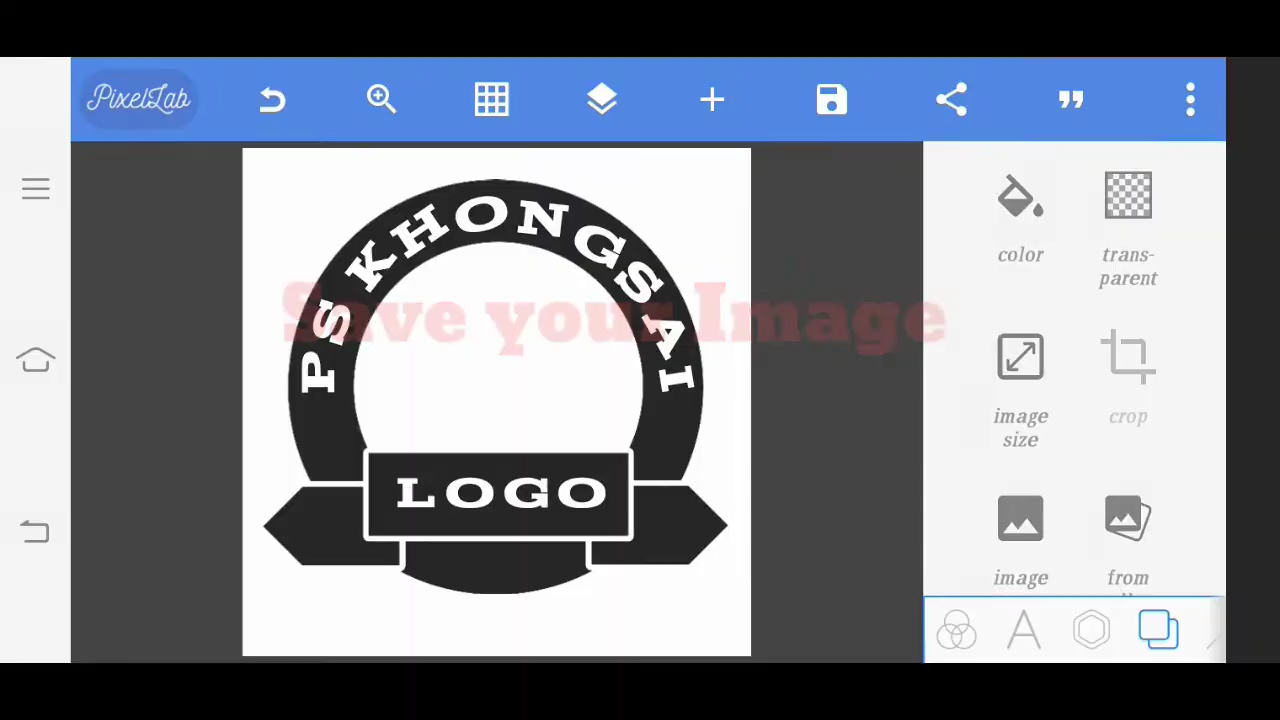 PixelLab
PS KHONGSAI
Save your Image
LOGO
color
trans-
parent
image
size
crop
image
from